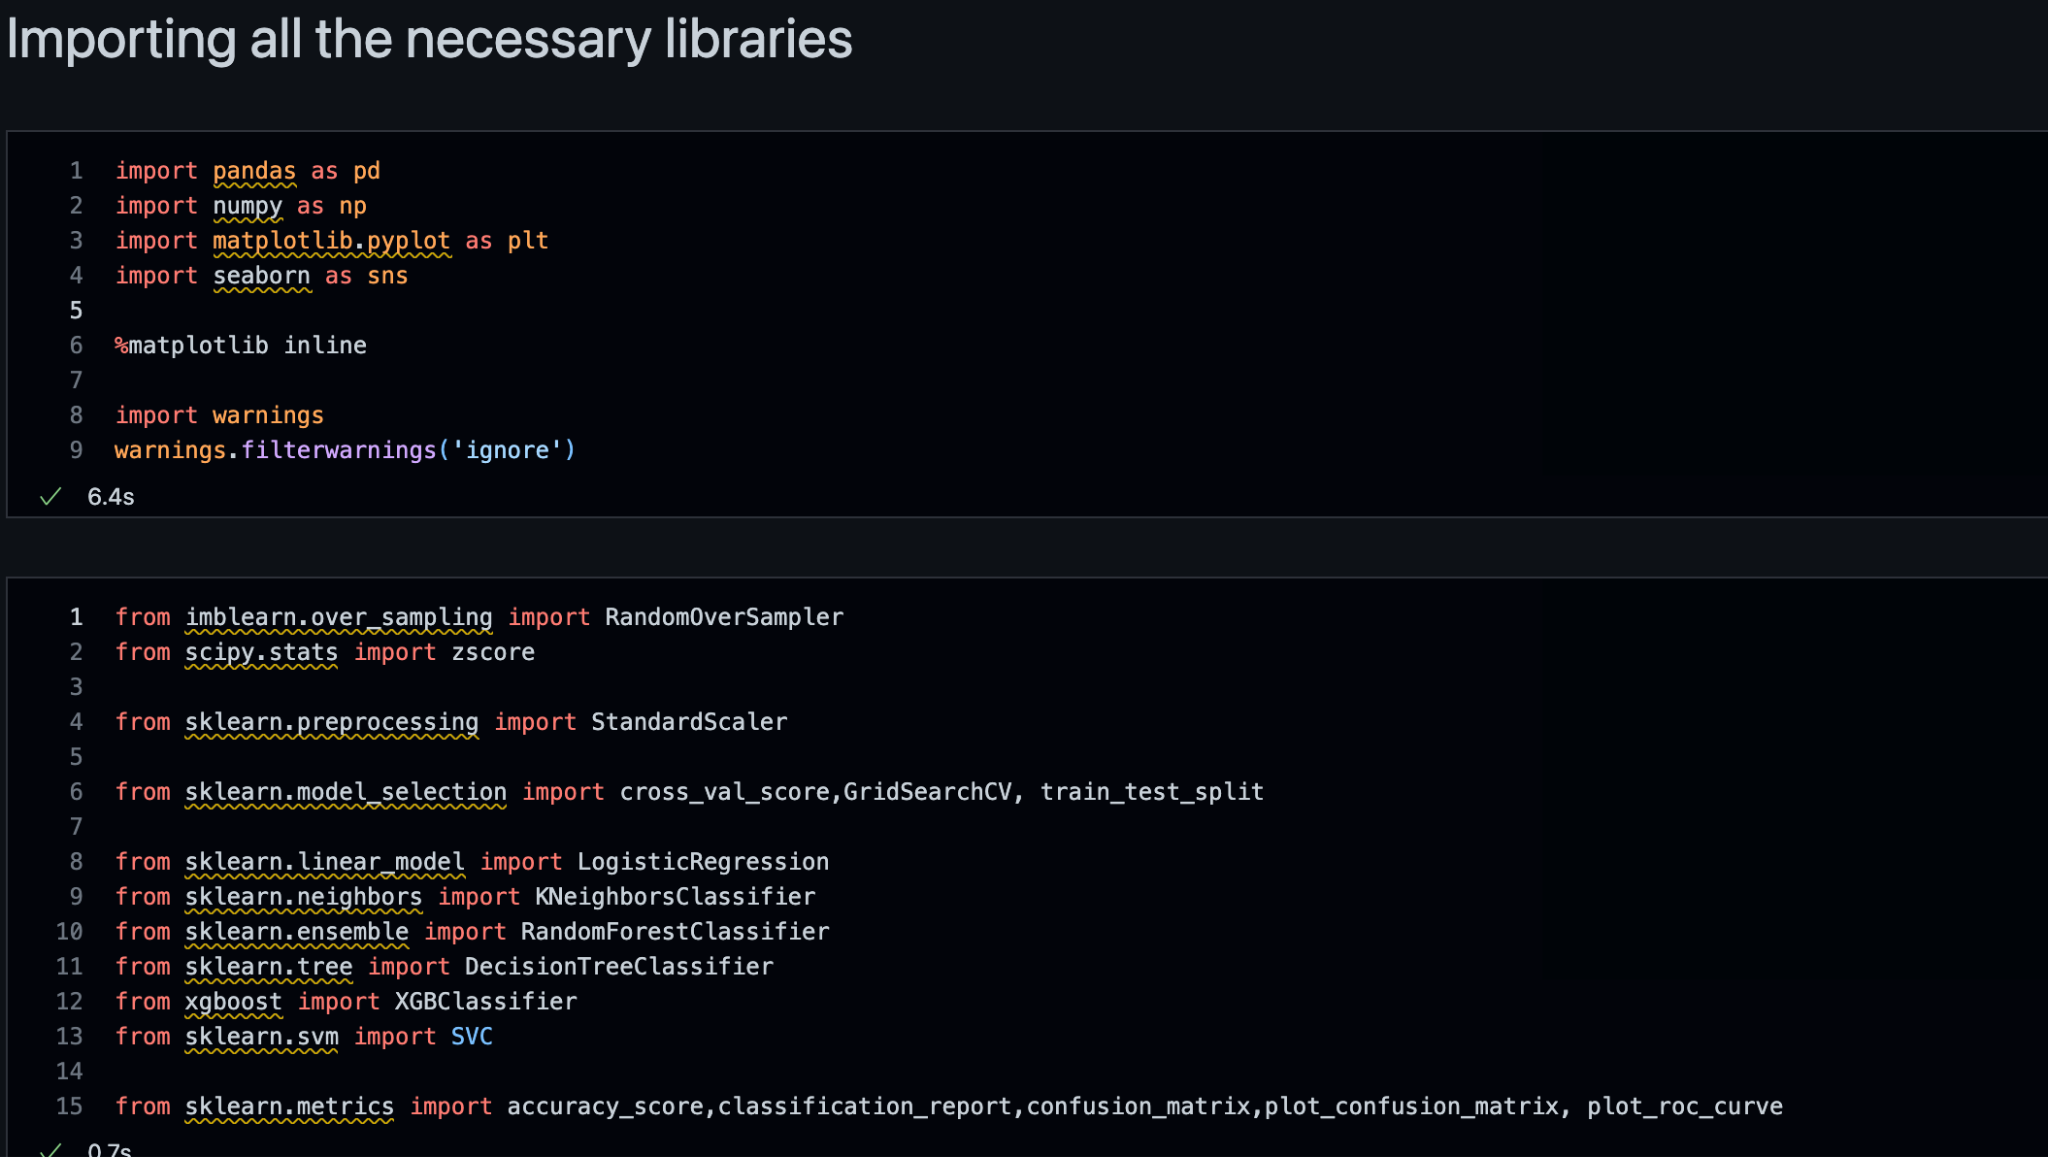 Importing all the necessary libraries
1 import pandas as pd
2 import numpy as np
3 import matplotlib.pyplot as plt
4 import seaborn as sns
5
6 %matplotlib inline
7
8 import warnings
9 warnings.filterwarnings('ignore')
6.4s
1 from imblearn.over_sampling import RandomOverSampler
2 from scipy.stats import zscore
3
4 from sklearn.preprocessing import StandardScaler
5
6 from sklearn.model_selection import cross_val_score,GridSearchCV, train_test_split
7
8 from sklearn.linear_model import LogisticRegression
9 from sklearn.neighbors import KNeighborsClassifier
10 from sklearn.ensemble import RandomForestClassifier
11 from sklearn.tree import DecisionTreeClassifier
12 from xgboost import XGBClassifier
13 from sklearn.svm import SVC
14
15 from sklearn.metrics import accuracy_score,classification_report,confusion_matrix,plot_confusion_matrix, plot_roc_curve
0.7s